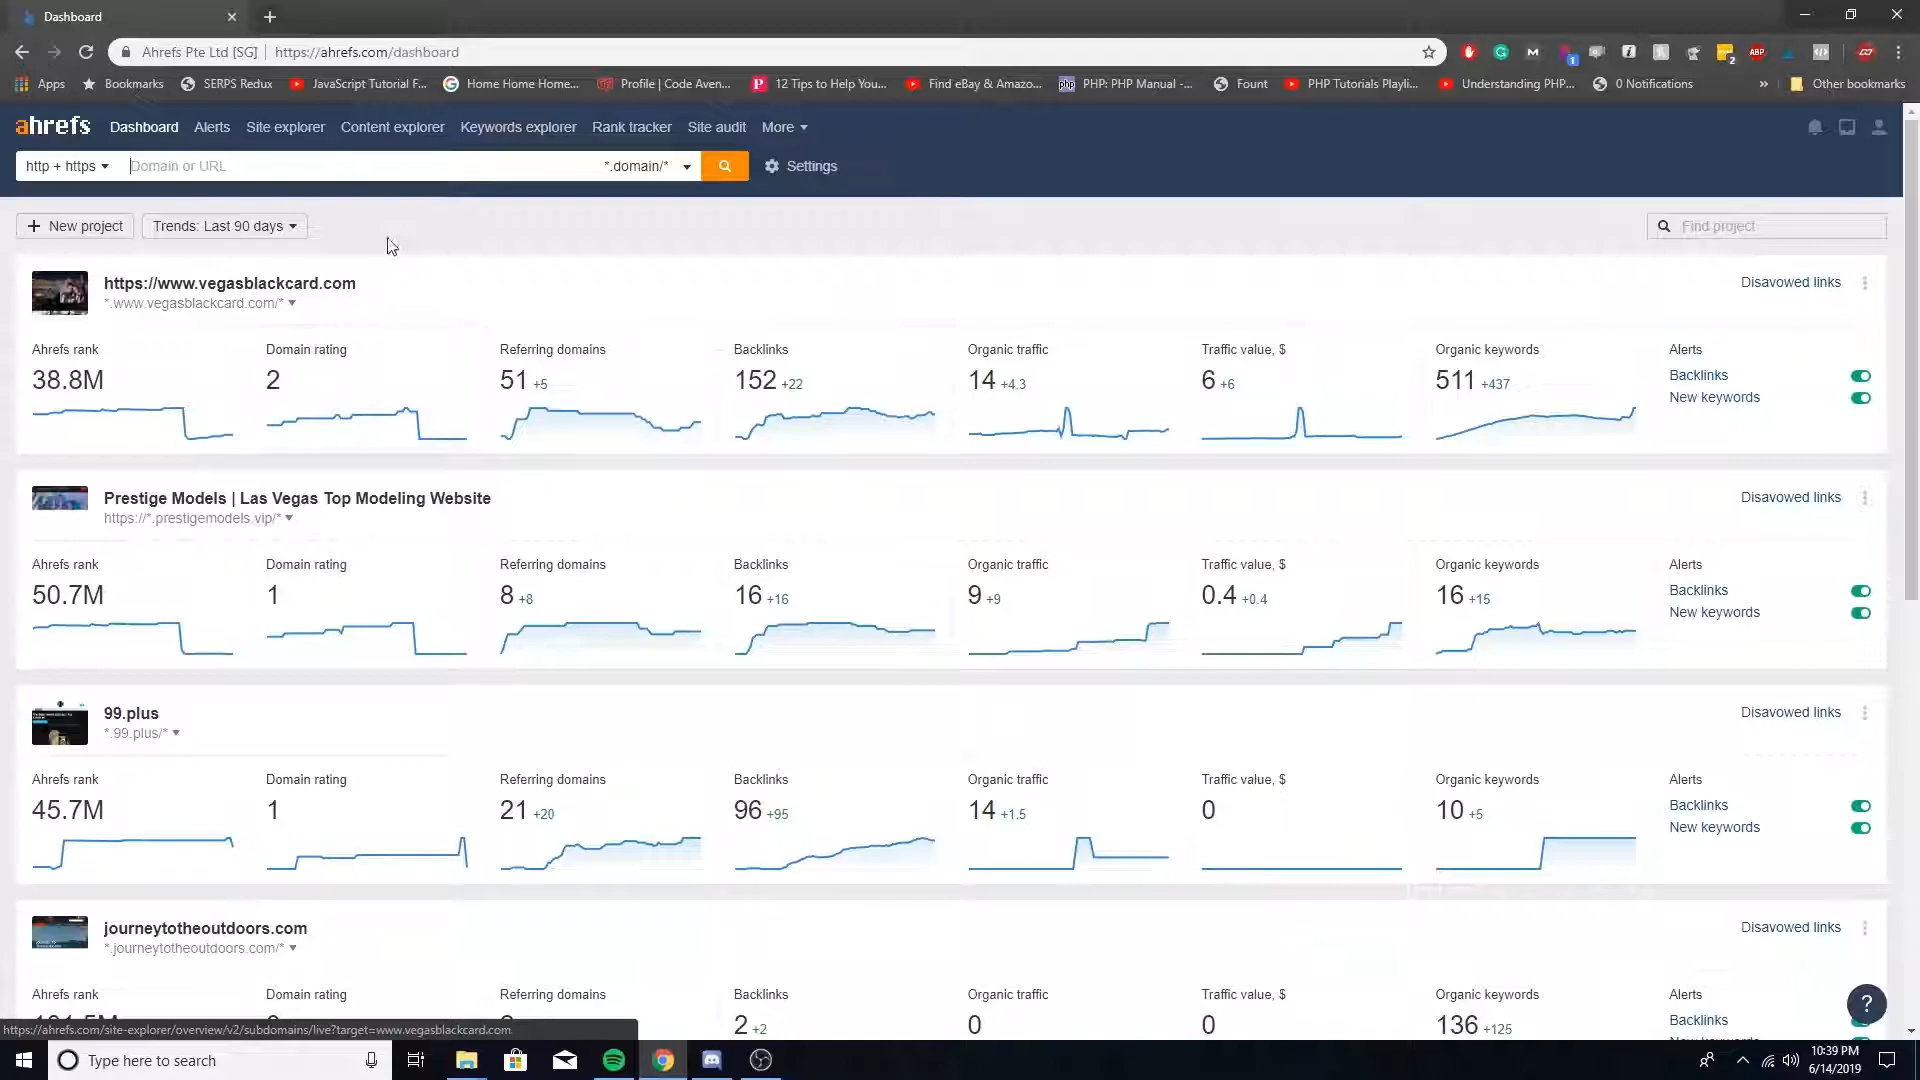 Dashboard
Ahrefs Pte Ltd [SG] https://ahrefs.com/dashboard
1 2 ABP
Apps Bookmarks SERPS Redux JavaScript Tutorial F... Home Home Home... Profile | Code Aven... 12 Tips to Help You... Find eBay & Amazo... php PHP: PHP Manual -... Fount PHP Tutorials Playli... Understanding PHP... 0 Notifications » Other bookmarks
ahrefs Dashboard Alerts Site explorer Content explorer Keywords explorer Rank tracker Site audit More
http + https Domain or URL *.domain/* Settings
+ New project Trends: Last 90 days Find project
https://www.vegasblackcard.com Disavowed links
*.www.vegasblackcard.com/*
Ahrefs rank Domain rating Referring domains Backlinks Organic traffic Traffic value, $ Organic keywords Alerts
38.8M 2 51 +5 152 +22 14 +4.3 6 +6 511 +437 Backlinks
New keywords
Prestige Models | Las Vegas Top Modeling Website Disavowed links
https://*.prestigemodels.vip/*
Ahrefs rank Domain rating Referring domains Backlinks Organic traffic Traffic value, $ Organic keywords Alerts
50.7M 1 8 +8 16 +16 9 +9 0.4 +0.4 16 +15 Backlinks
New keywords
99.plus Disavowed links
*.99.plus/*
Ahrefs rank Domain rating Referring domains Backlinks Organic traffic Traffic value, $ Organic keywords Alerts
45.7M 1 21 +20 96 +95 14 +1.5 0 10 +5 Backlinks
New keywords
journeytotheoutdoors.com Disavowed links
*.journeytotheoutdoors.com/*
Ahrefs rank Domain rating Referring domains Backlinks Organic traffic Traffic value, $ Organic keywords Alerts
2 +2 0 0 136 +125 Backlinks
?
https://ahrefs.com/site-explorer/overview/v2/subdomains/live?target=www.vegasblackcard.com
Type here to search 10:39 PM
6/14/2019